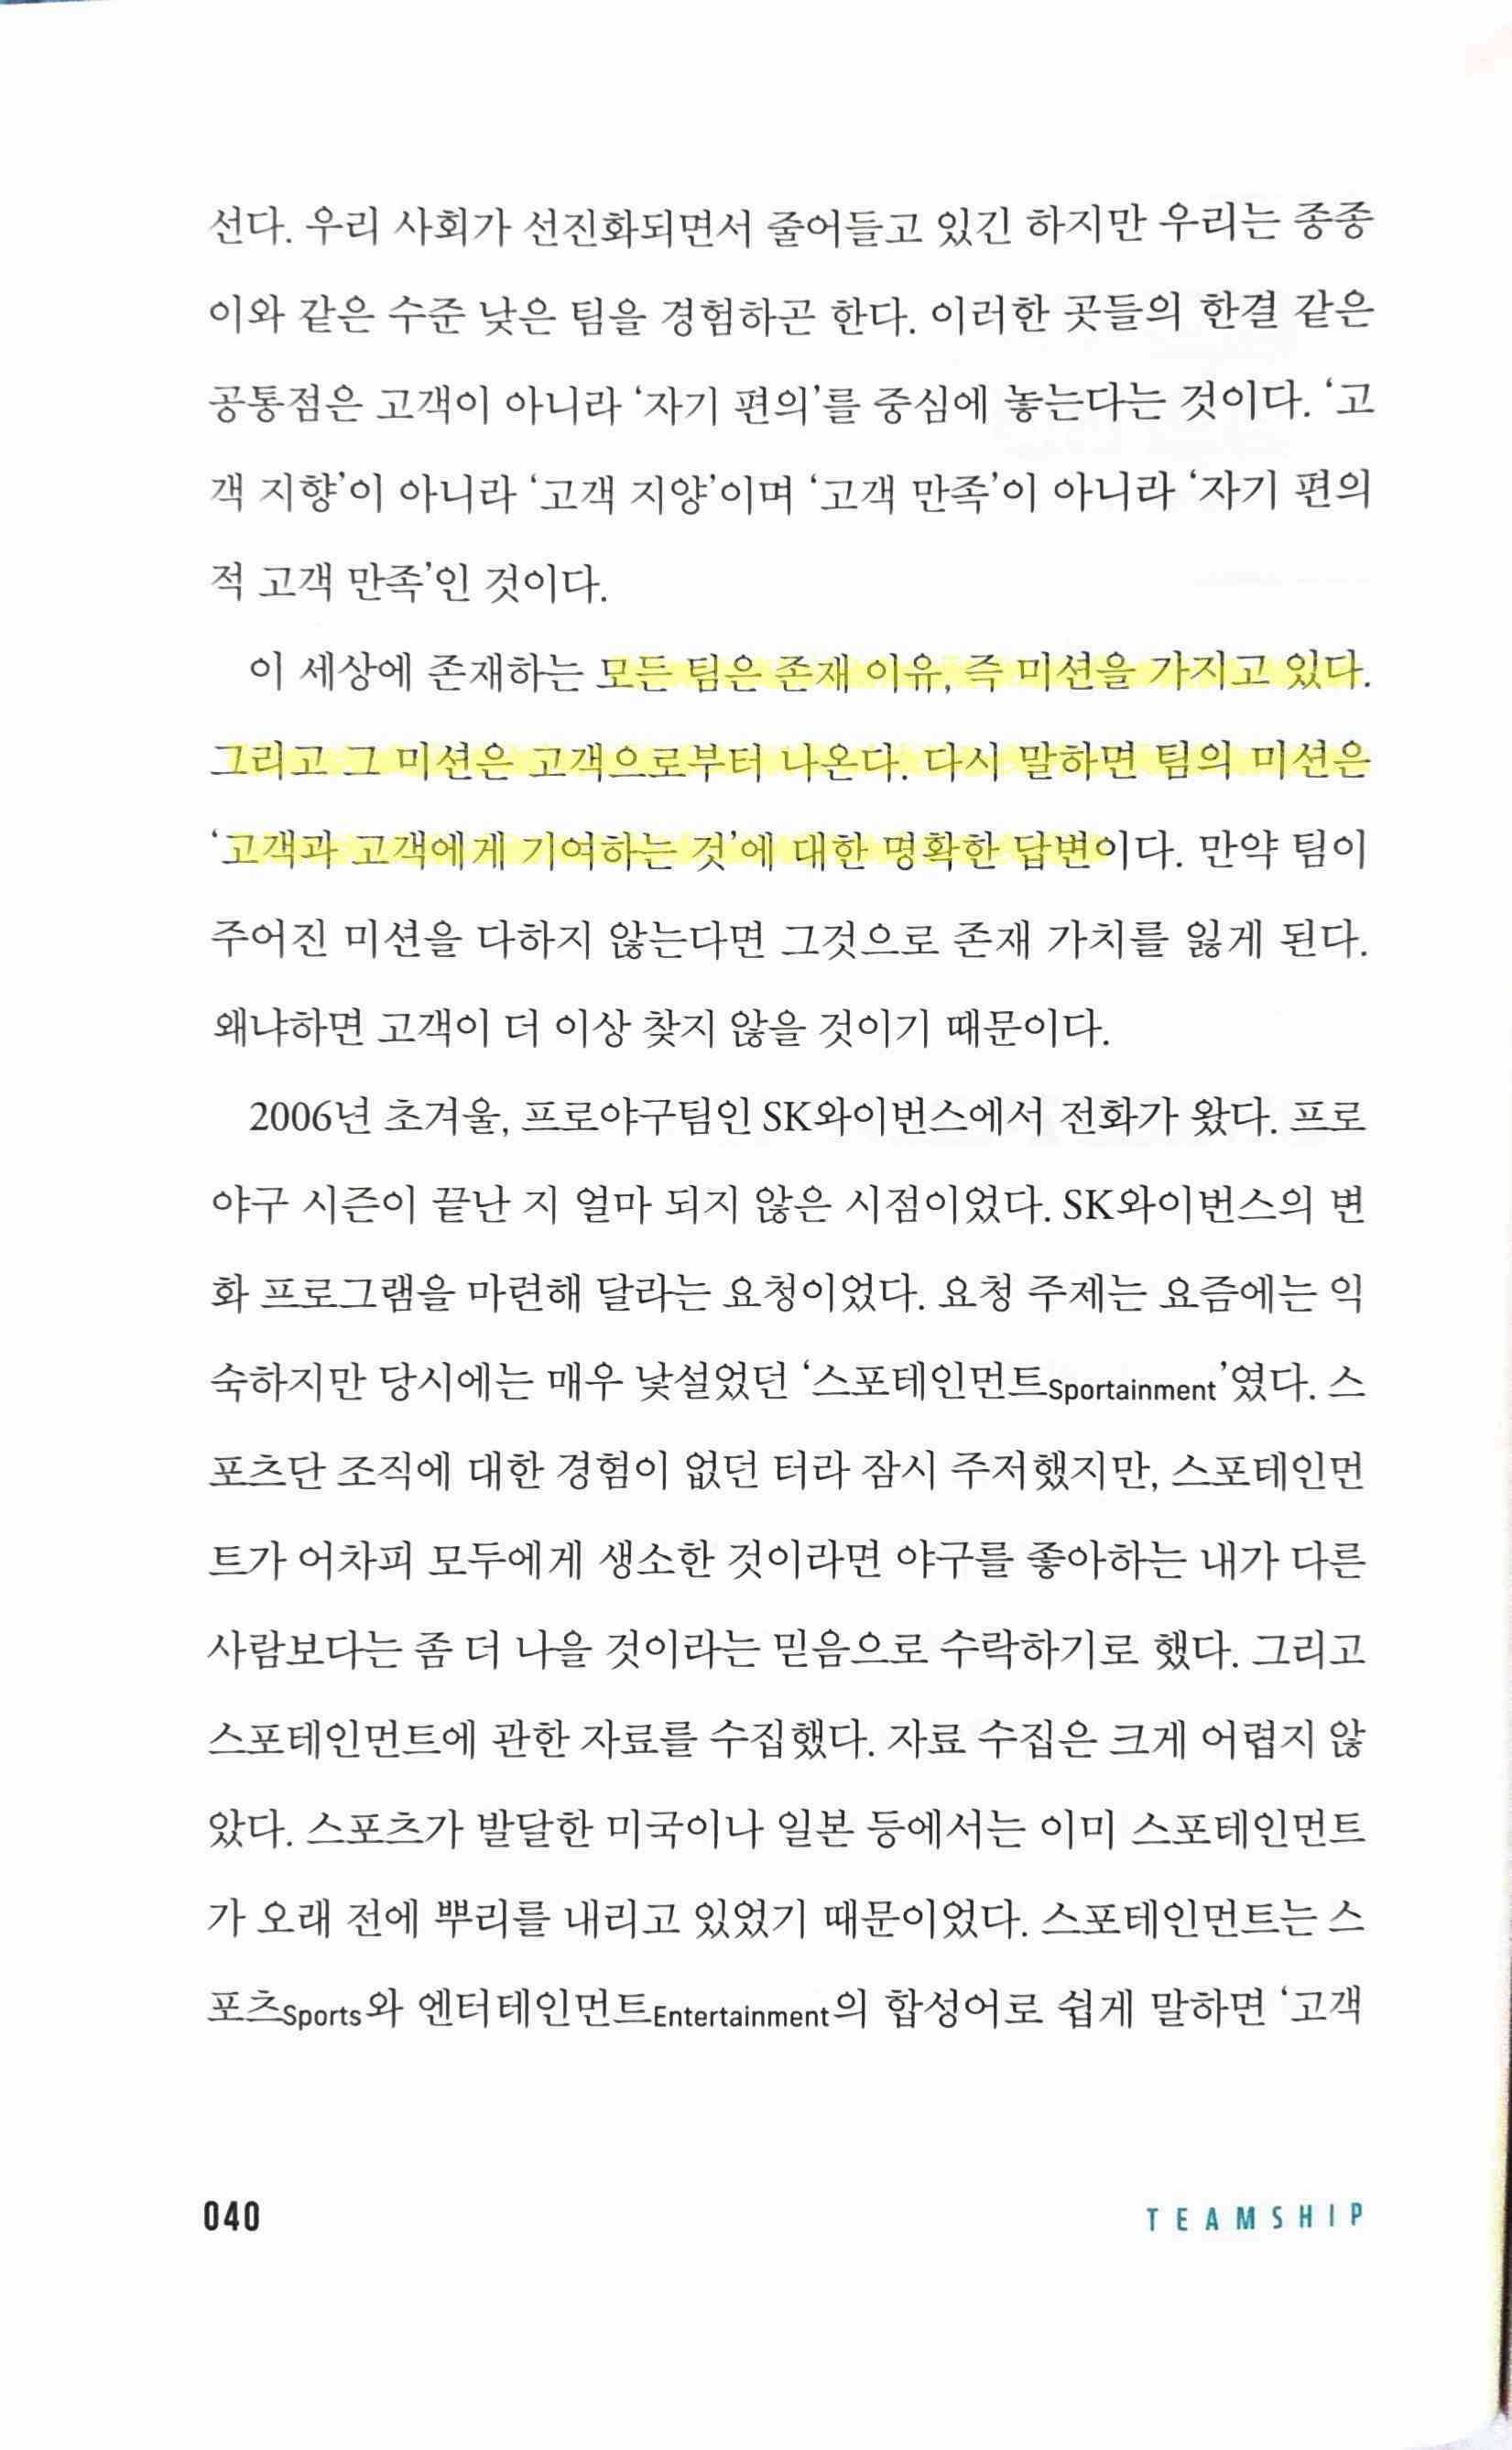 선다. 우리 사회가 선진화되면서 줄어들고 있긴 하지만 우리는 종종
이와 같은 수준 낮은 팀을 경험하곤 한다. 이러한 곳들의 한결 같은
공통점은 고객이 아니라 ‘자기 편의’를 중심에 놓는다는 것이다. ‘고
객 지향’이 아니라 ‘고객 지양’이며 ‘고객 만족’이 아니라 ‘자기 편의
적 고객 만족’인 것이다.
이 세상에 존재하는 모든 팀은 존재 이유, 즉 미션을 가지고 있다.
그리고 그 미션은 고객으로부터 나온다. 다시 말하면 팀의 미션은
‘고객과 고객에게 기여하는 것’에 대한 명확한 답변이다. 만약 팀이
주어진 미션을 다하지 않는다면 그것으로 존재 가치를 잃게 된다.
왜냐하면 고객이 더 이상 찾지 않을 것이기 때문이다.
2006년 초겨울, 프로야구팀인 SK와이번스에서 전화가 왔다. 프로
야구 시즌이 끝난 지 얼마 되지 않은 시점이었다. SK와이번스의 변
화 프로그램을 마련해 달라는 요청이었다. 요청 주제는 요즘에는 익
숙하지만 당시에는 매우 낯설었던 ‘스포테인먼트Sportainment’였다. 스
포츠단 조직에 대한 경험이 없던 터라 잠시 주저했지만, 스포테인먼
트가 어차피 모두에게 생소한 것이라면 야구를 좋아하는 내가 다른
사람보다는 좀 더 나을 것이라는 믿음으로 수락하기로 했다. 그리고
스포테인먼트에 관한 자료를 수집했다. 자료 수집은 크게 어렵지 않
았다. 스포츠가 발달한 미국이나 일본 등에서는 이미 스포테인먼트
가 오래 전에 뿌리를 내리고 있었기 때문이었다. 스포테인먼트는 스
포츠Sports와 엔터테인먼트Entertainment의 합성어로 쉽게 말하면 ‘고객
040
TEAMSHIP